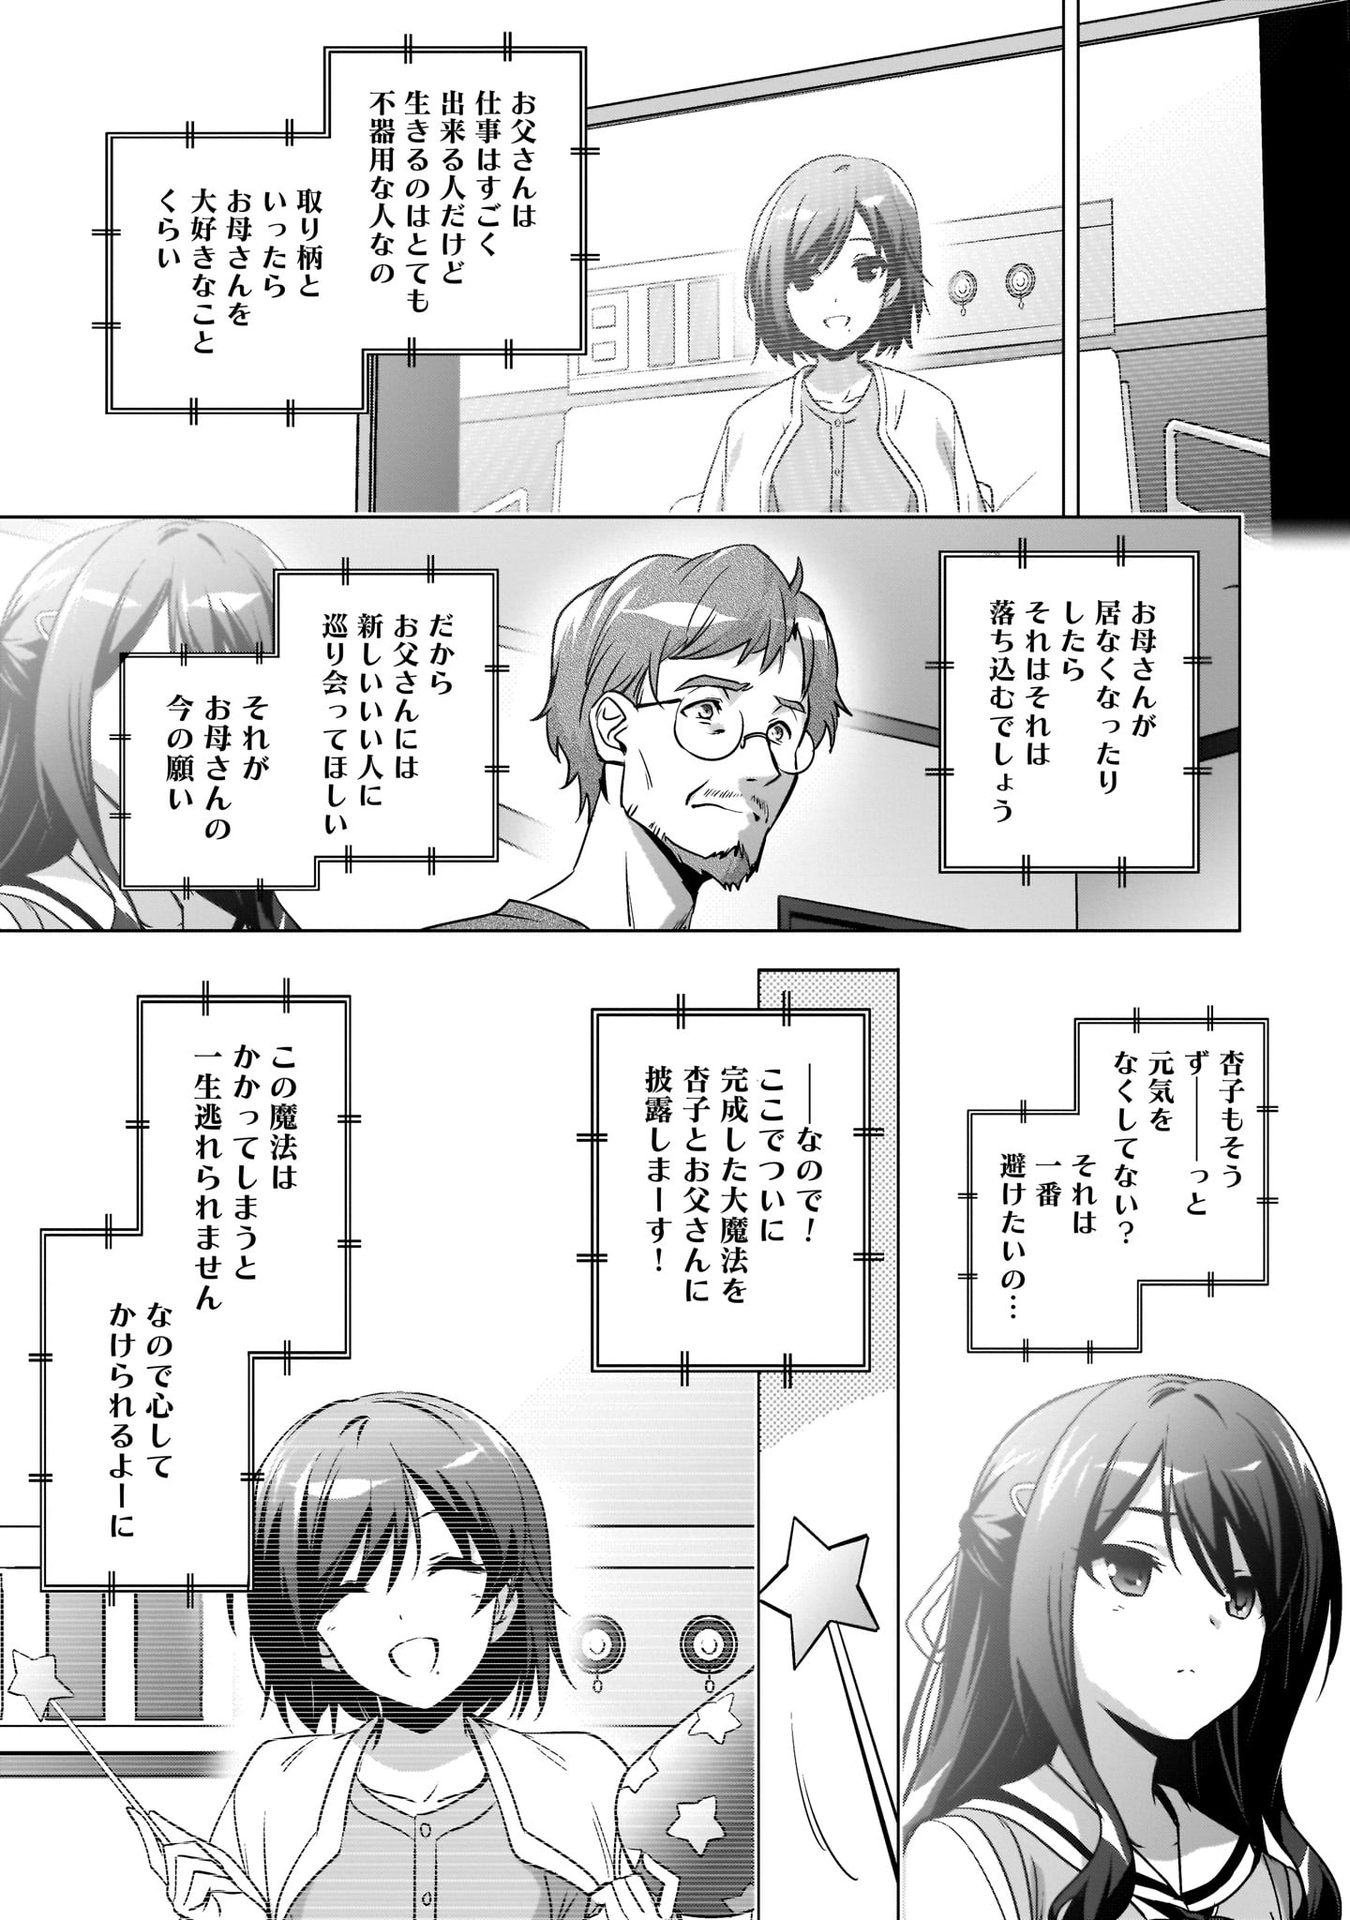 お父さんは
仕事はすごく
出来る人だけど
生きるのはとても
不器用な人なの
取り柄と
いったら
お母さんを
大好きなこと
くらい
お母さんが
居なくなったり
したら
それはそれは
落ち込むでしょう
だから
お父さんには
新しいいい人に
巡り会ってほしい
それが
お母さんの
今の願い
杏子もそう
ず――っと
元気を
なくしてない？
それは
一番
避けたいの…
――なので！
ここでついに
完成した大魔法を
杏子とお父さんに
披露しまーす！
この魔法は
かかってしまうと
一生逃れられません
なので心して
かけられるよーに